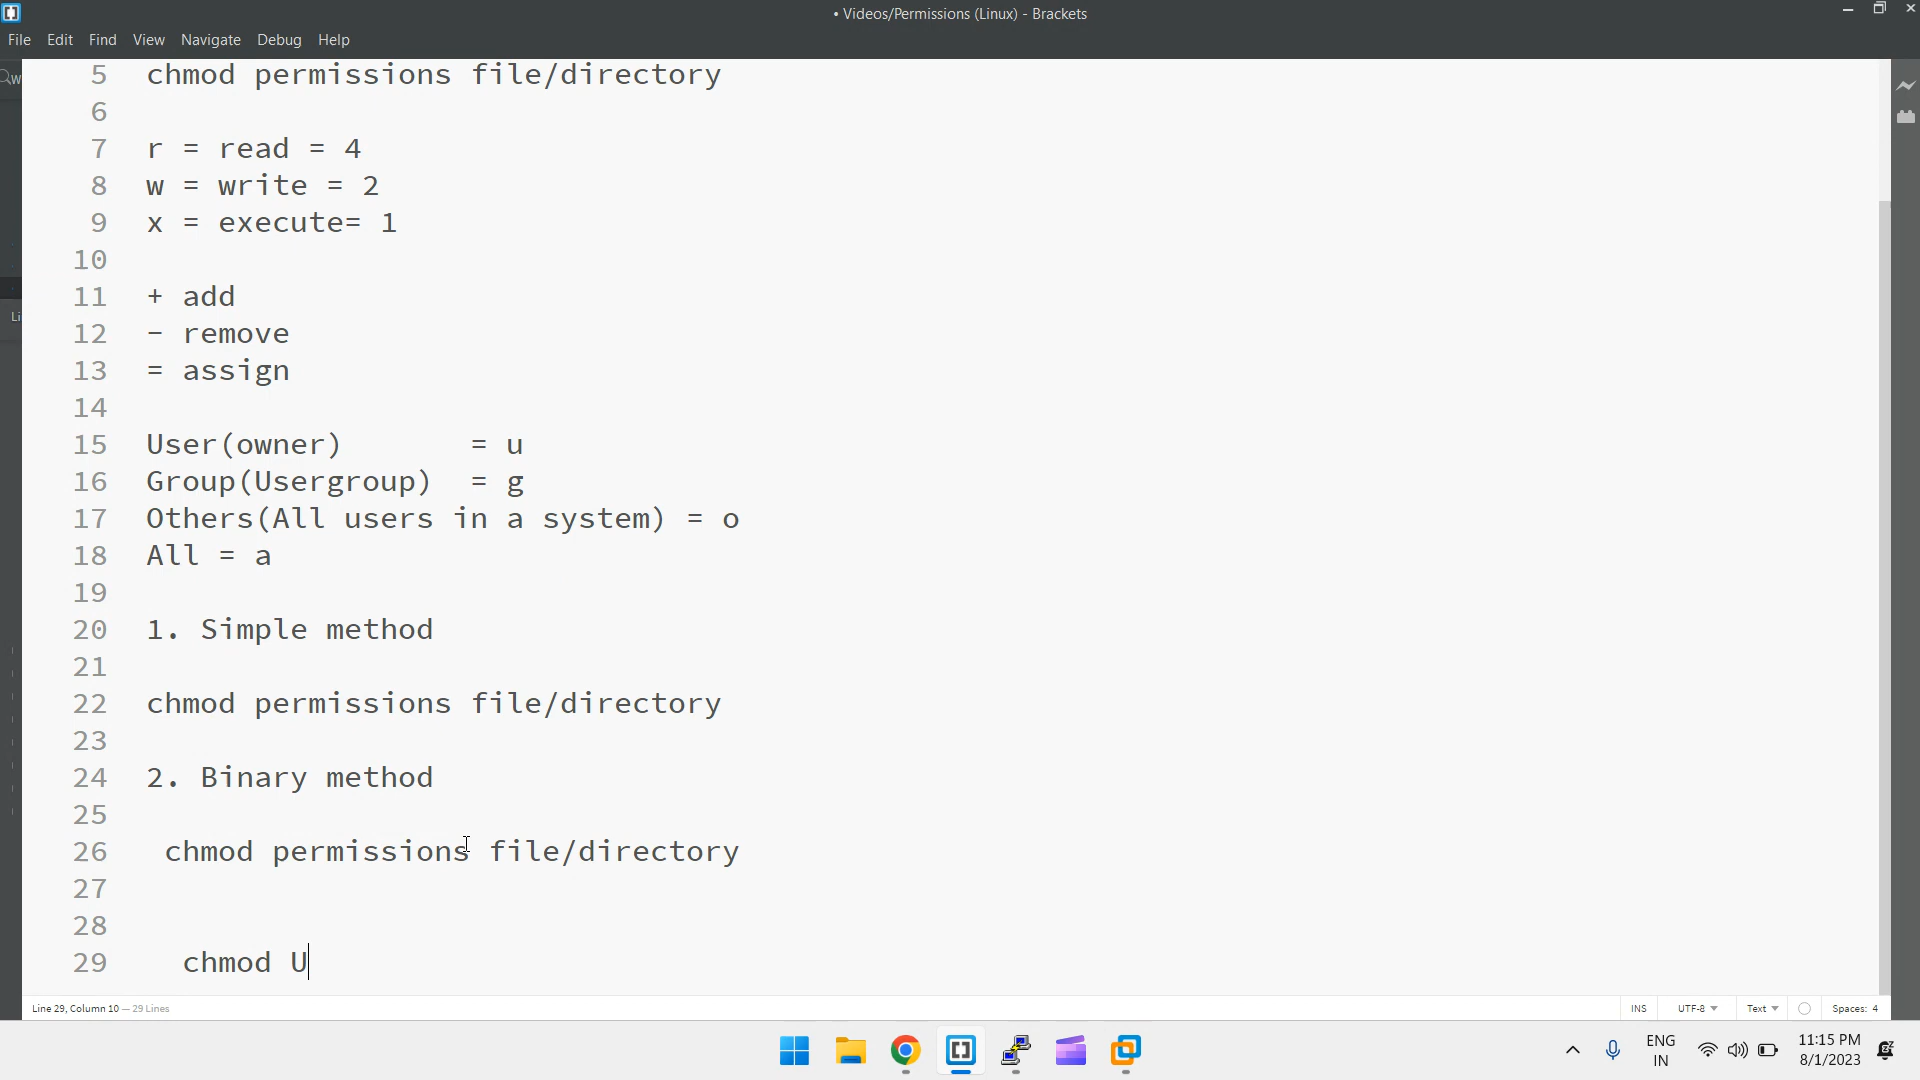 • Videos/Permissions (Linux) - Brackets
File Edit Find View Navigate Debug Help
5 chmod permissions file/directory
6
7 r = read = 4
8 w = write = 2
9 x = execute= 1
10
11 + add
12 - remove
13 = assign
14
15 User(owner) = u
16 Group(Usergroup) = g
17 Others(All users in a system) = o
18 All = a
19
20 1. Simple method
21
22 chmod permissions file/directory
23
24 2. Binary method
25
26 chmod permissions file/directory
27
28
29 chmod U
Line 29, Column 10 — 29 Lines
INS UTF-8 Text Spaces: 4
ENG
IN
11:15 PM
8/1/2023